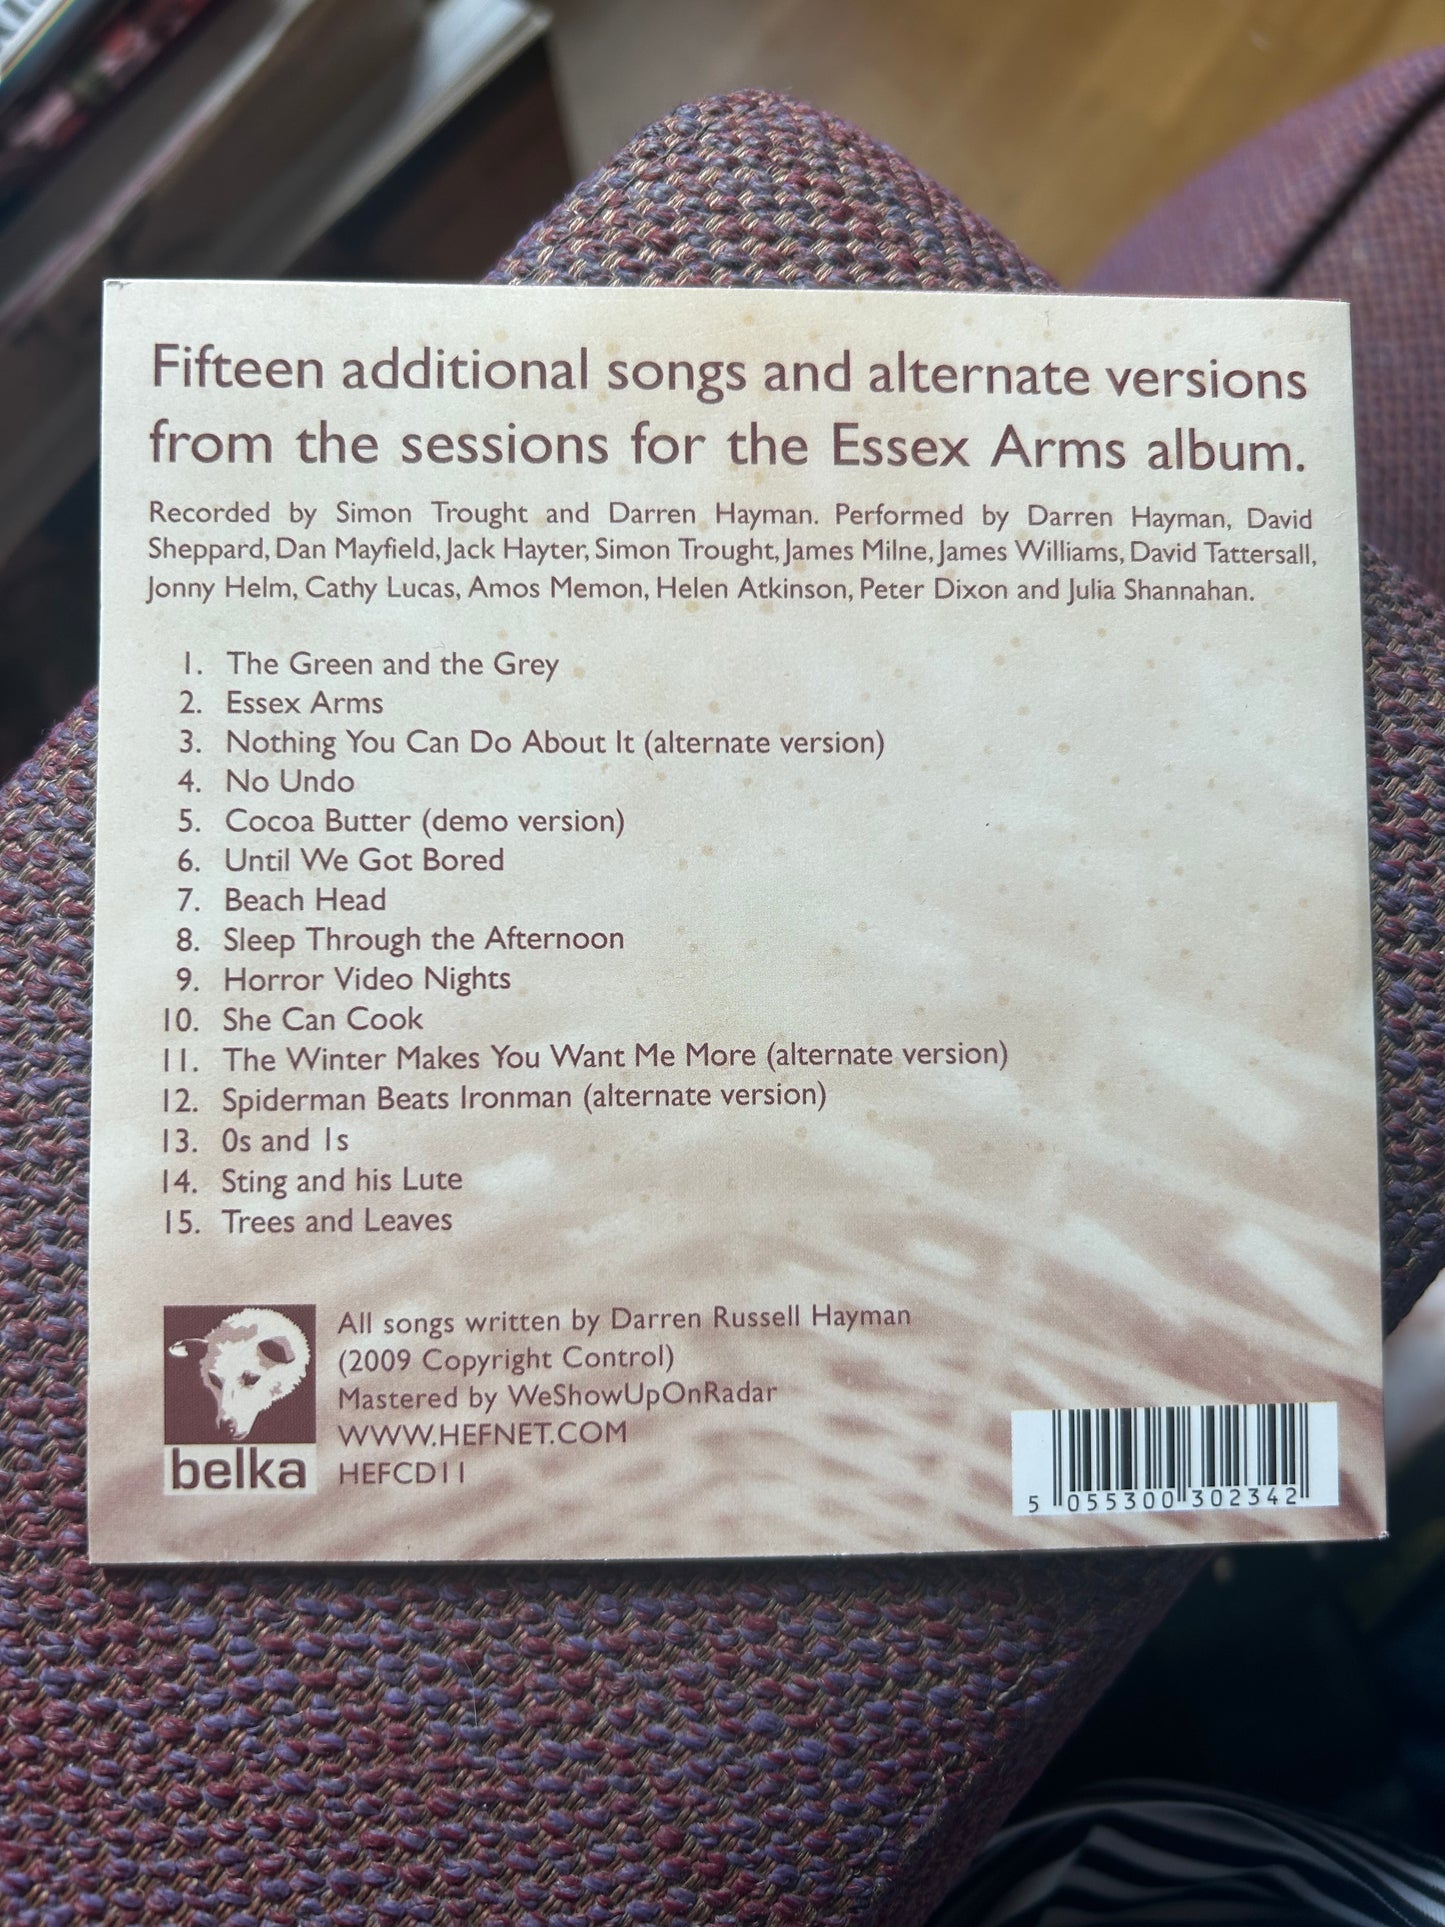 Fifteen additional songs and alternate versions
from the sessions for the Essex Arms album.
Recorded by Simon Trought and Darren Hayman. Performed by Darren Hayman, David
Sheppard, Dan Mayfield, Jack Hayter, Simon Trought, James Milne, James Williams, David Tattersall,
Jonny Helm, Cathy Lucas, Amos Memon, Helen Atkinson, Peter Dixon and Julia Shannahan.
1. The Green and the Grey
2. Essex Arms
3. Nothing You Can Do About It (alternate version)
4. No Undo
5. Cocoa Butter (demo version)
6. Until We Got Bored
7. Beach Head
8. Sleep Through the Afternoon
9. Horror Video Nights
10. She Can Cook
11. The Winter Makes You Want Me More (alternate version)
12. Spiderman Beats Ironman (alternate version)
13. 0s and 1s
14. Sting and his Lute
15. Trees and Leaves
All songs written by Darren Russell Hayman
(2009 Copyright Control)
Mastered by WeShowUpOnRadar
WWW.HEFNET.COM
belka HEFCD11
5 055300 302342